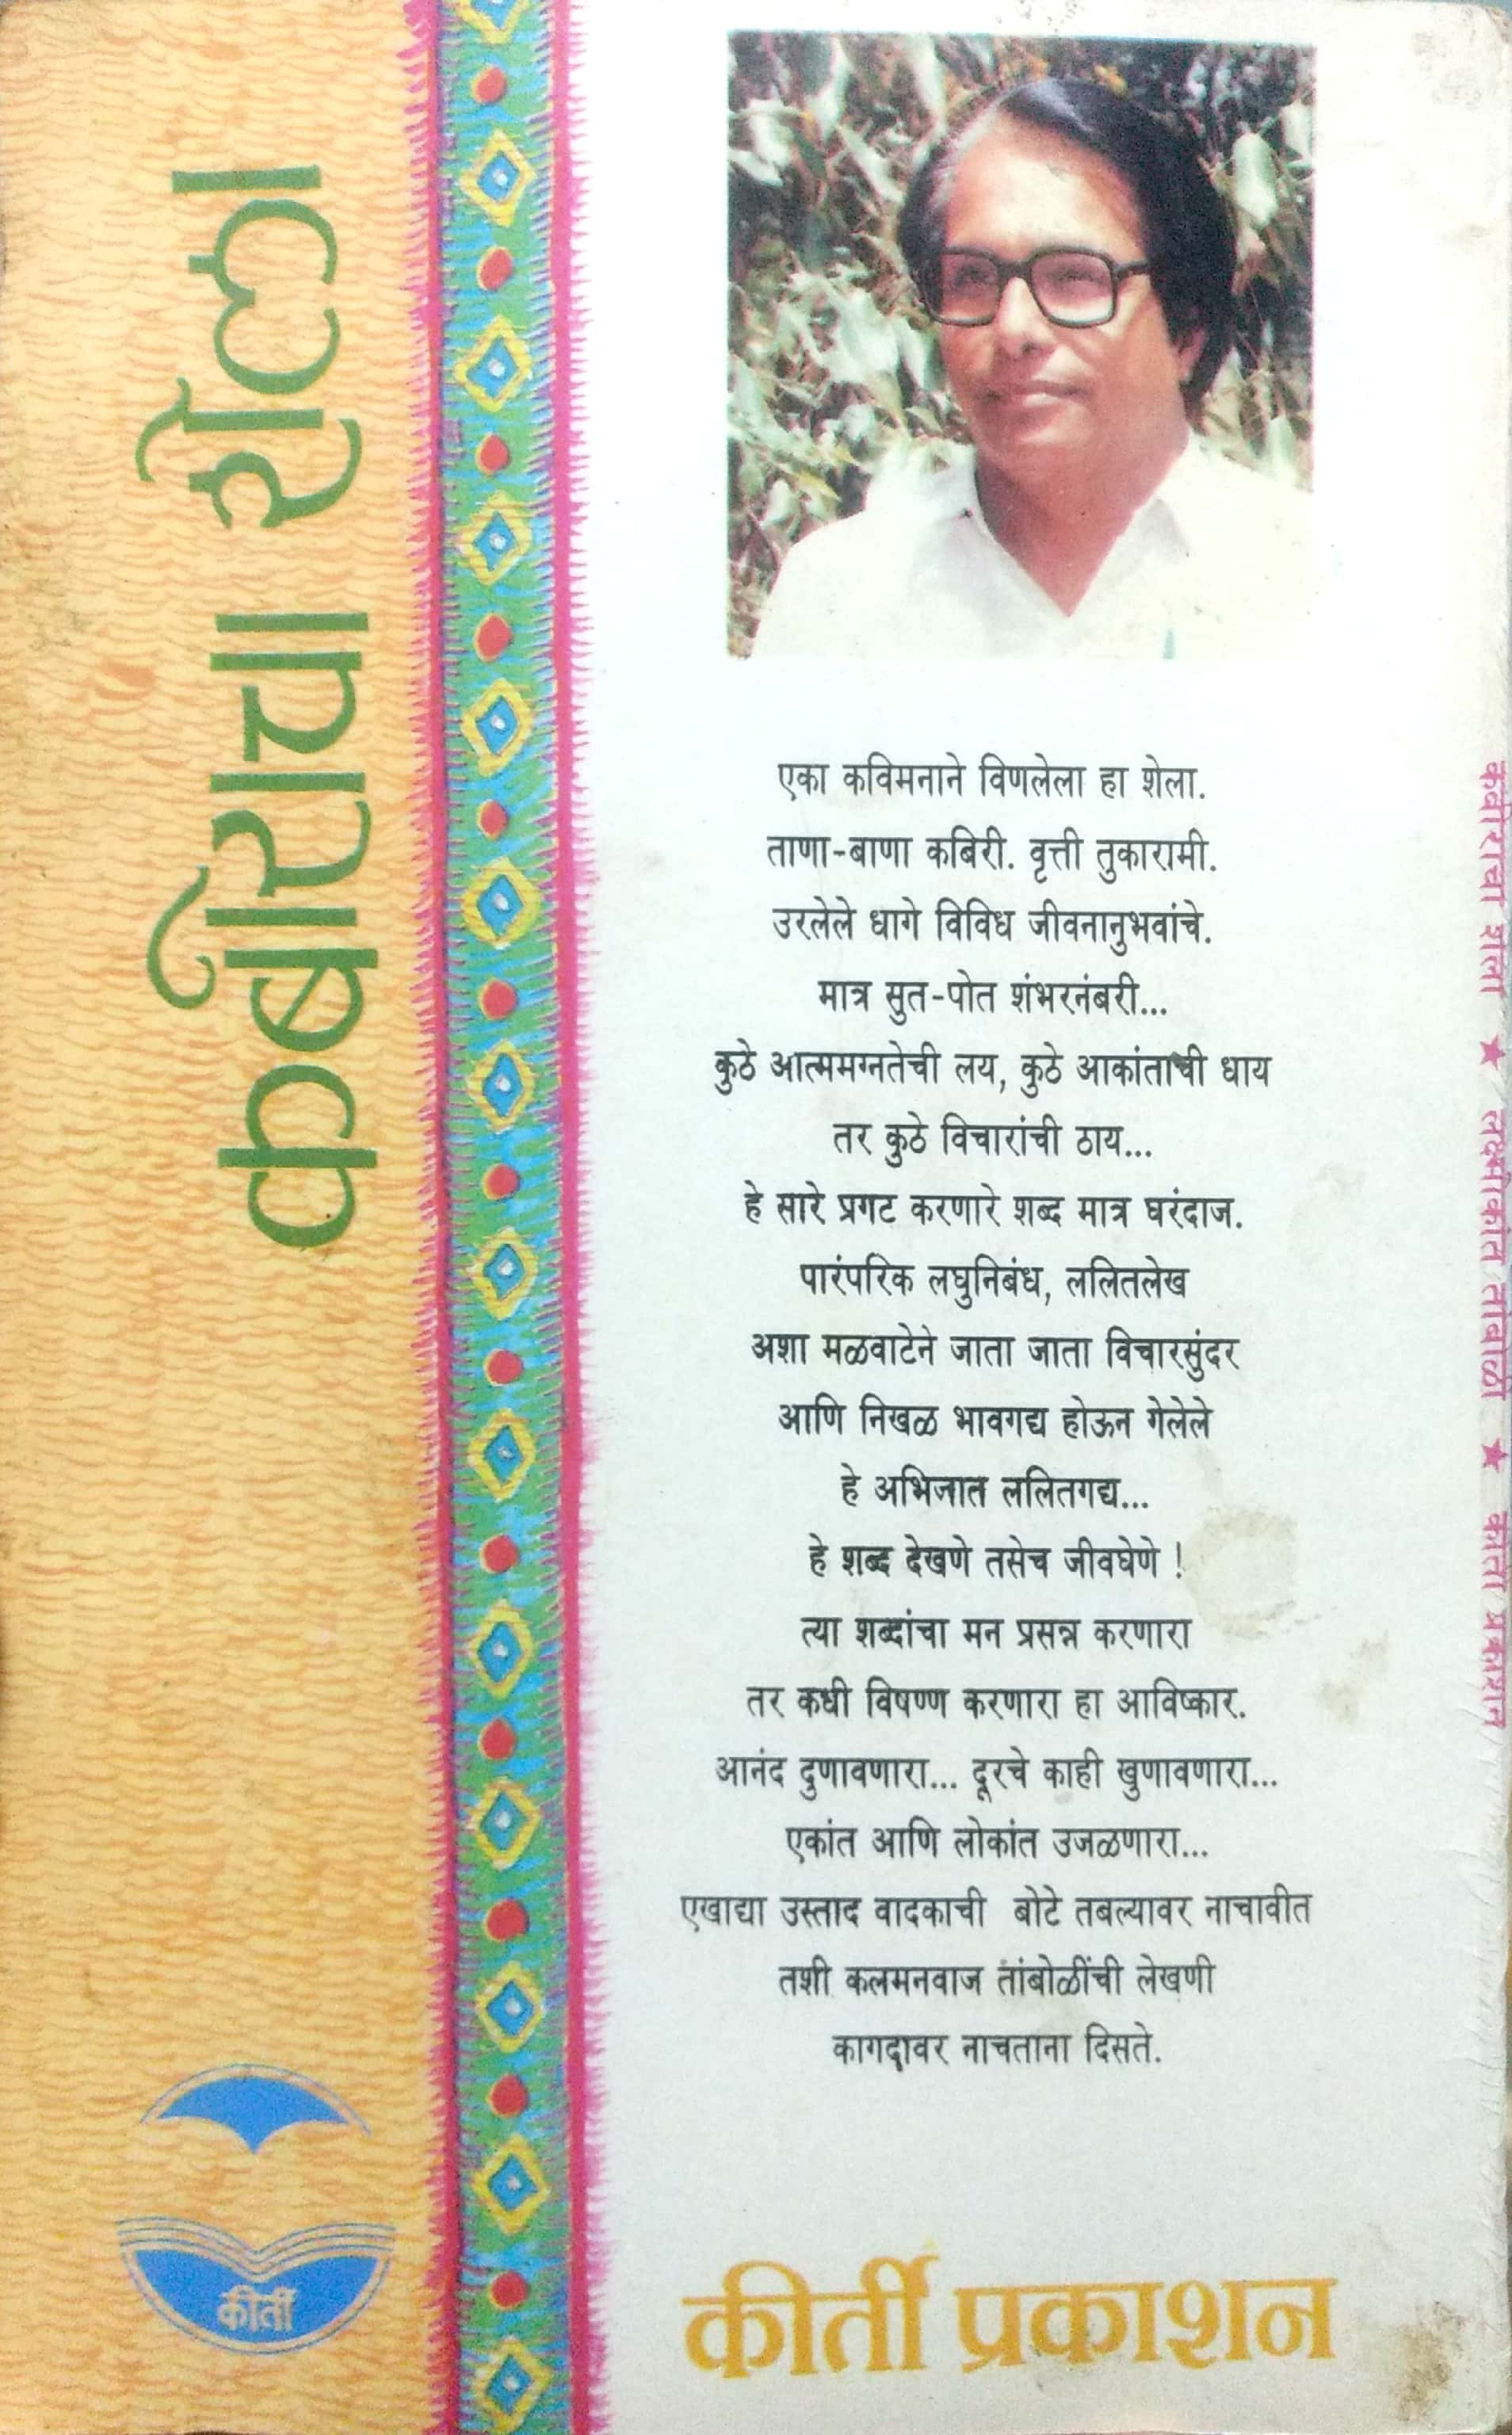 कबीराचा शेला
एका कविमनाने विणलेला हा शेला.
ताणा-बाणा कबिरी. वृत्ती तुकारामी.
उरलेले धागे विविध जीवनानुभवांचे.
मात्र सुत-पोत शंभरनंबरी...
कुठे आत्ममग्नतेची लय, कुठे आकांताची धाय
तर कुठे विचारांची ठाय...
हे सारे प्रगट करणारे शब्द मात्र घरंदाज.
पारंपरिक लघुनिबंध, ललितलेख
अशा मळवाटेने जाता जाता विचारसुंदर
आणि निखळ भावगद्य होऊन गेलेले
हे अभिजात ललितगद्य...
हे शब्द देखणे तसेच जीवघेणे !
त्या शब्दांचा मन प्रसन्न करणारा
तर कधी विषण्ण करणारा हा आविष्कार.
आनंद दुणावणारा... दूरचे काही खुणावणारा...
एकांत आणि लोकांत उजळणारा...
एखाद्या उस्ताद वादकाची बोटे तबल्यावर नाचावीत
तशी कलमनवाज तांबोळींची लेखणी
कागदावर नाचताना दिसते.
कीर्ती
कीर्ती प्रकाशन
कबीराचा शेला ★ लक्ष्मीकांत तांबोळी ★ कीर्ती प्रकाशन